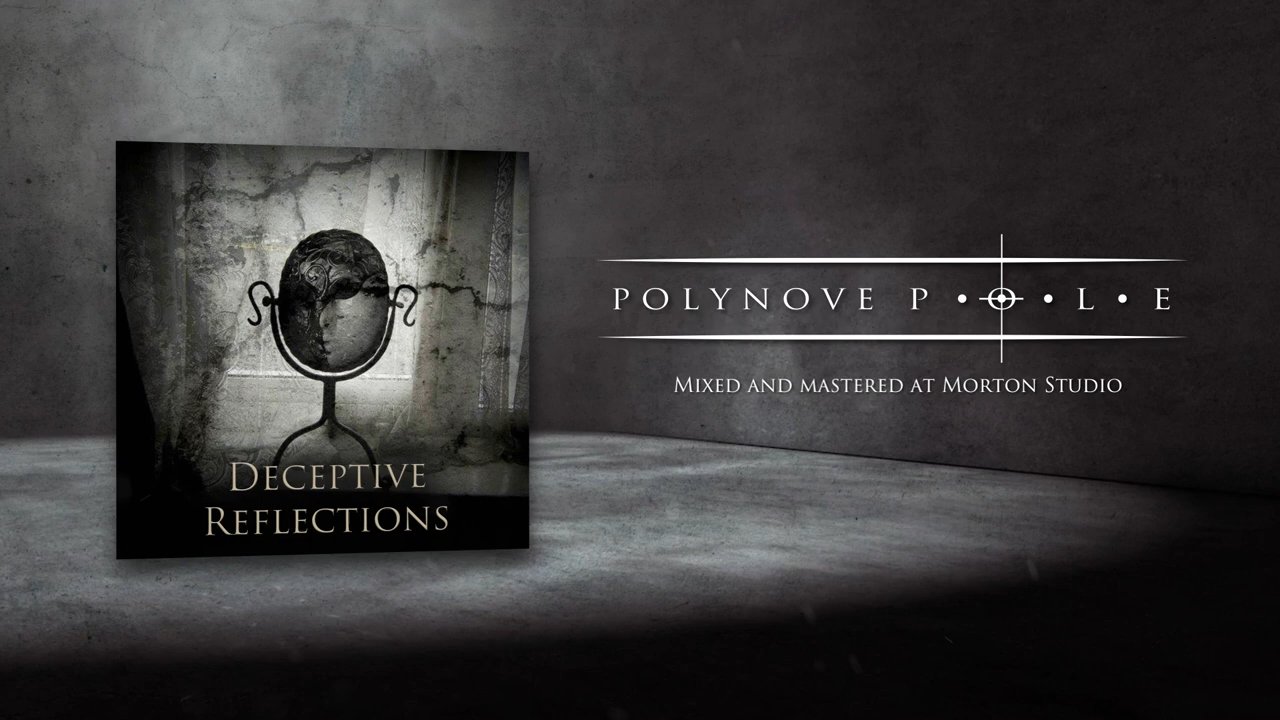 Deceptive
Reflections
POLYNOVE P • • L • E
Mixed and mastered at Morton Studio